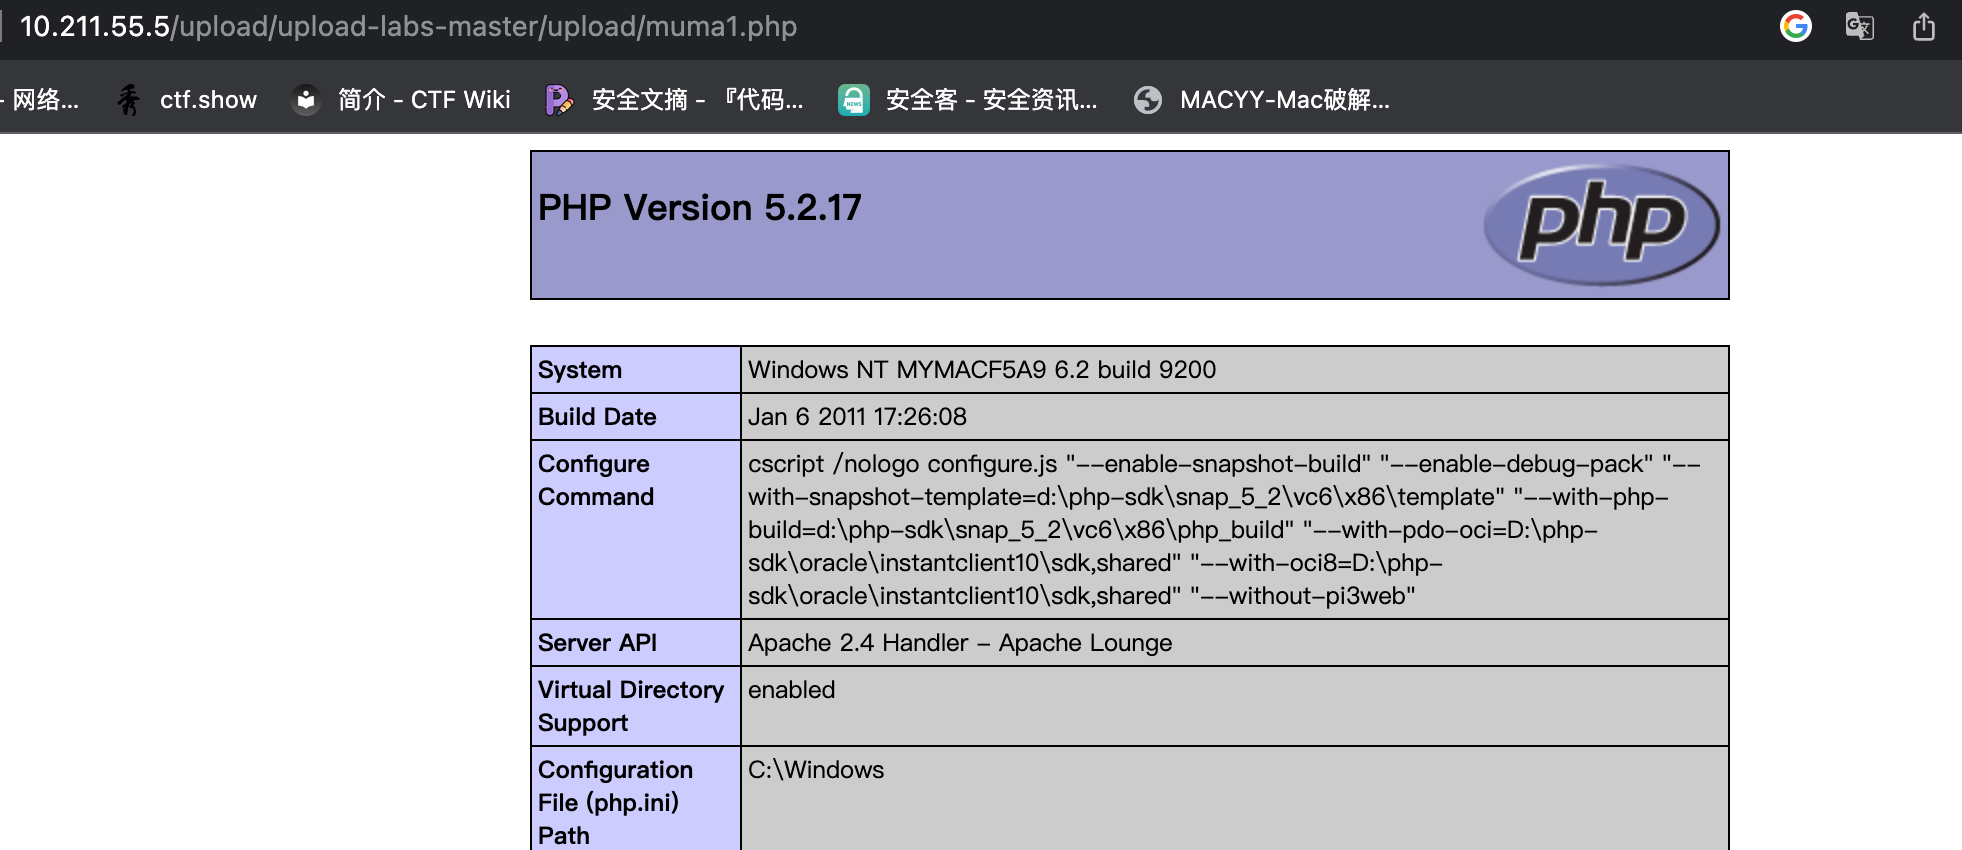 10.211.55.5/upload/upload-labs-master/upload/muma1.php
- 网络... ctf.show 简介 - CTF Wiki 安全文摘 - 『代码... 安全客 - 安全资讯... MACYY-Mac破解...
PHP Version 5.2.17
php
System Windows NT MYMACF5A9 6.2 build 9200
Build Date Jan 6 2011 17:26:08
Configure cscript /nologo configure.js "--enable-snapshot-build" "--enable-debug-pack" "--
Command with-snapshot-template=d:\php-sdk\snap_5_2\vc6\x86\template" "--with-php-
build=d:\php-sdk\snap_5_2\vc6\x86\php_build" "--with-pdo-oci=D:\php-
sdk\oracle\instantclient10\sdk,shared" "--with-oci8=D:\php-
sdk\oracle\instantclient10\sdk,shared" "--without-pi3web"
Server API Apache 2.4 Handler - Apache Lounge
Virtual Directory enabled
Support
Configuration C:\Windows
File (php.ini)
Path